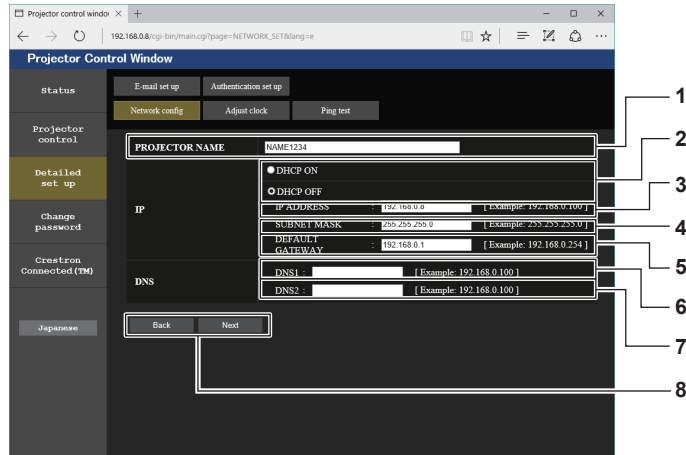 Projector control window
192.168.0.8/cgi-bin/main.cgi?page=NETWORK_SET&lang=e
Projector Control Window
Status
Projector control
Detailed set up
Change password
Crestron Connected(TM)
Japanese
E-mail set up Authentication set up
Network config Adjust clock Ping test
PROJECTOR NAME NAME1234
IP
DHCP ON
DHCP OFF
IP ADDRESS : 192.168.0.8 [ Example: 192.168.0.100 ]
SUBNET MASK : 255.255.255.0 [ Example: 255.255.255.0 ]
DEFAULT GATEWAY : 192.168.0.1 [ Example: 192.168.0.254 ]
DNS
DNS1 : [ Example: 192.168.0.100 ]
DNS2 : [ Example: 192.168.0.100 ]
Back Next
1
2
3
4
5
6
7
8